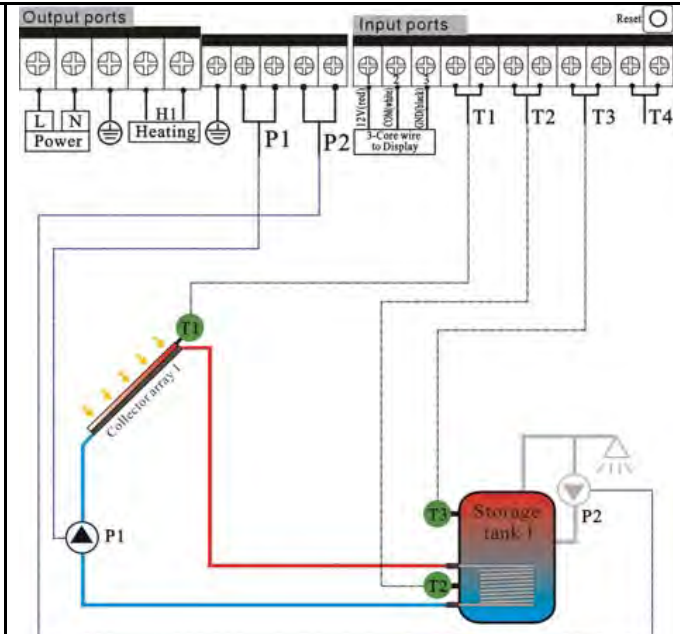 Output ports
Input ports
Reset
12V(red)
CON(white)
GND(black)
L N
Power
H1
Heating
P1
P2
3-Core wire
to Display
T1
T2
T3
T4
T1
Collector array 1
P1
T3
Storage
tank 1
P2
T2